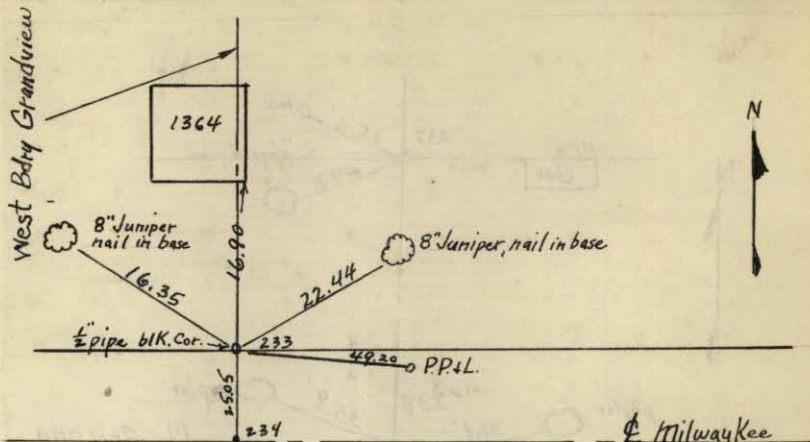 West Bdry Grandview
1364
N
8" Juniper
nail in base
8" Juniper, nail in base
16.90
16.35
22.44
½" pipe blk. Cor.
233
49.20
P.P.&L.
25.05
234
℄ Milwaukee